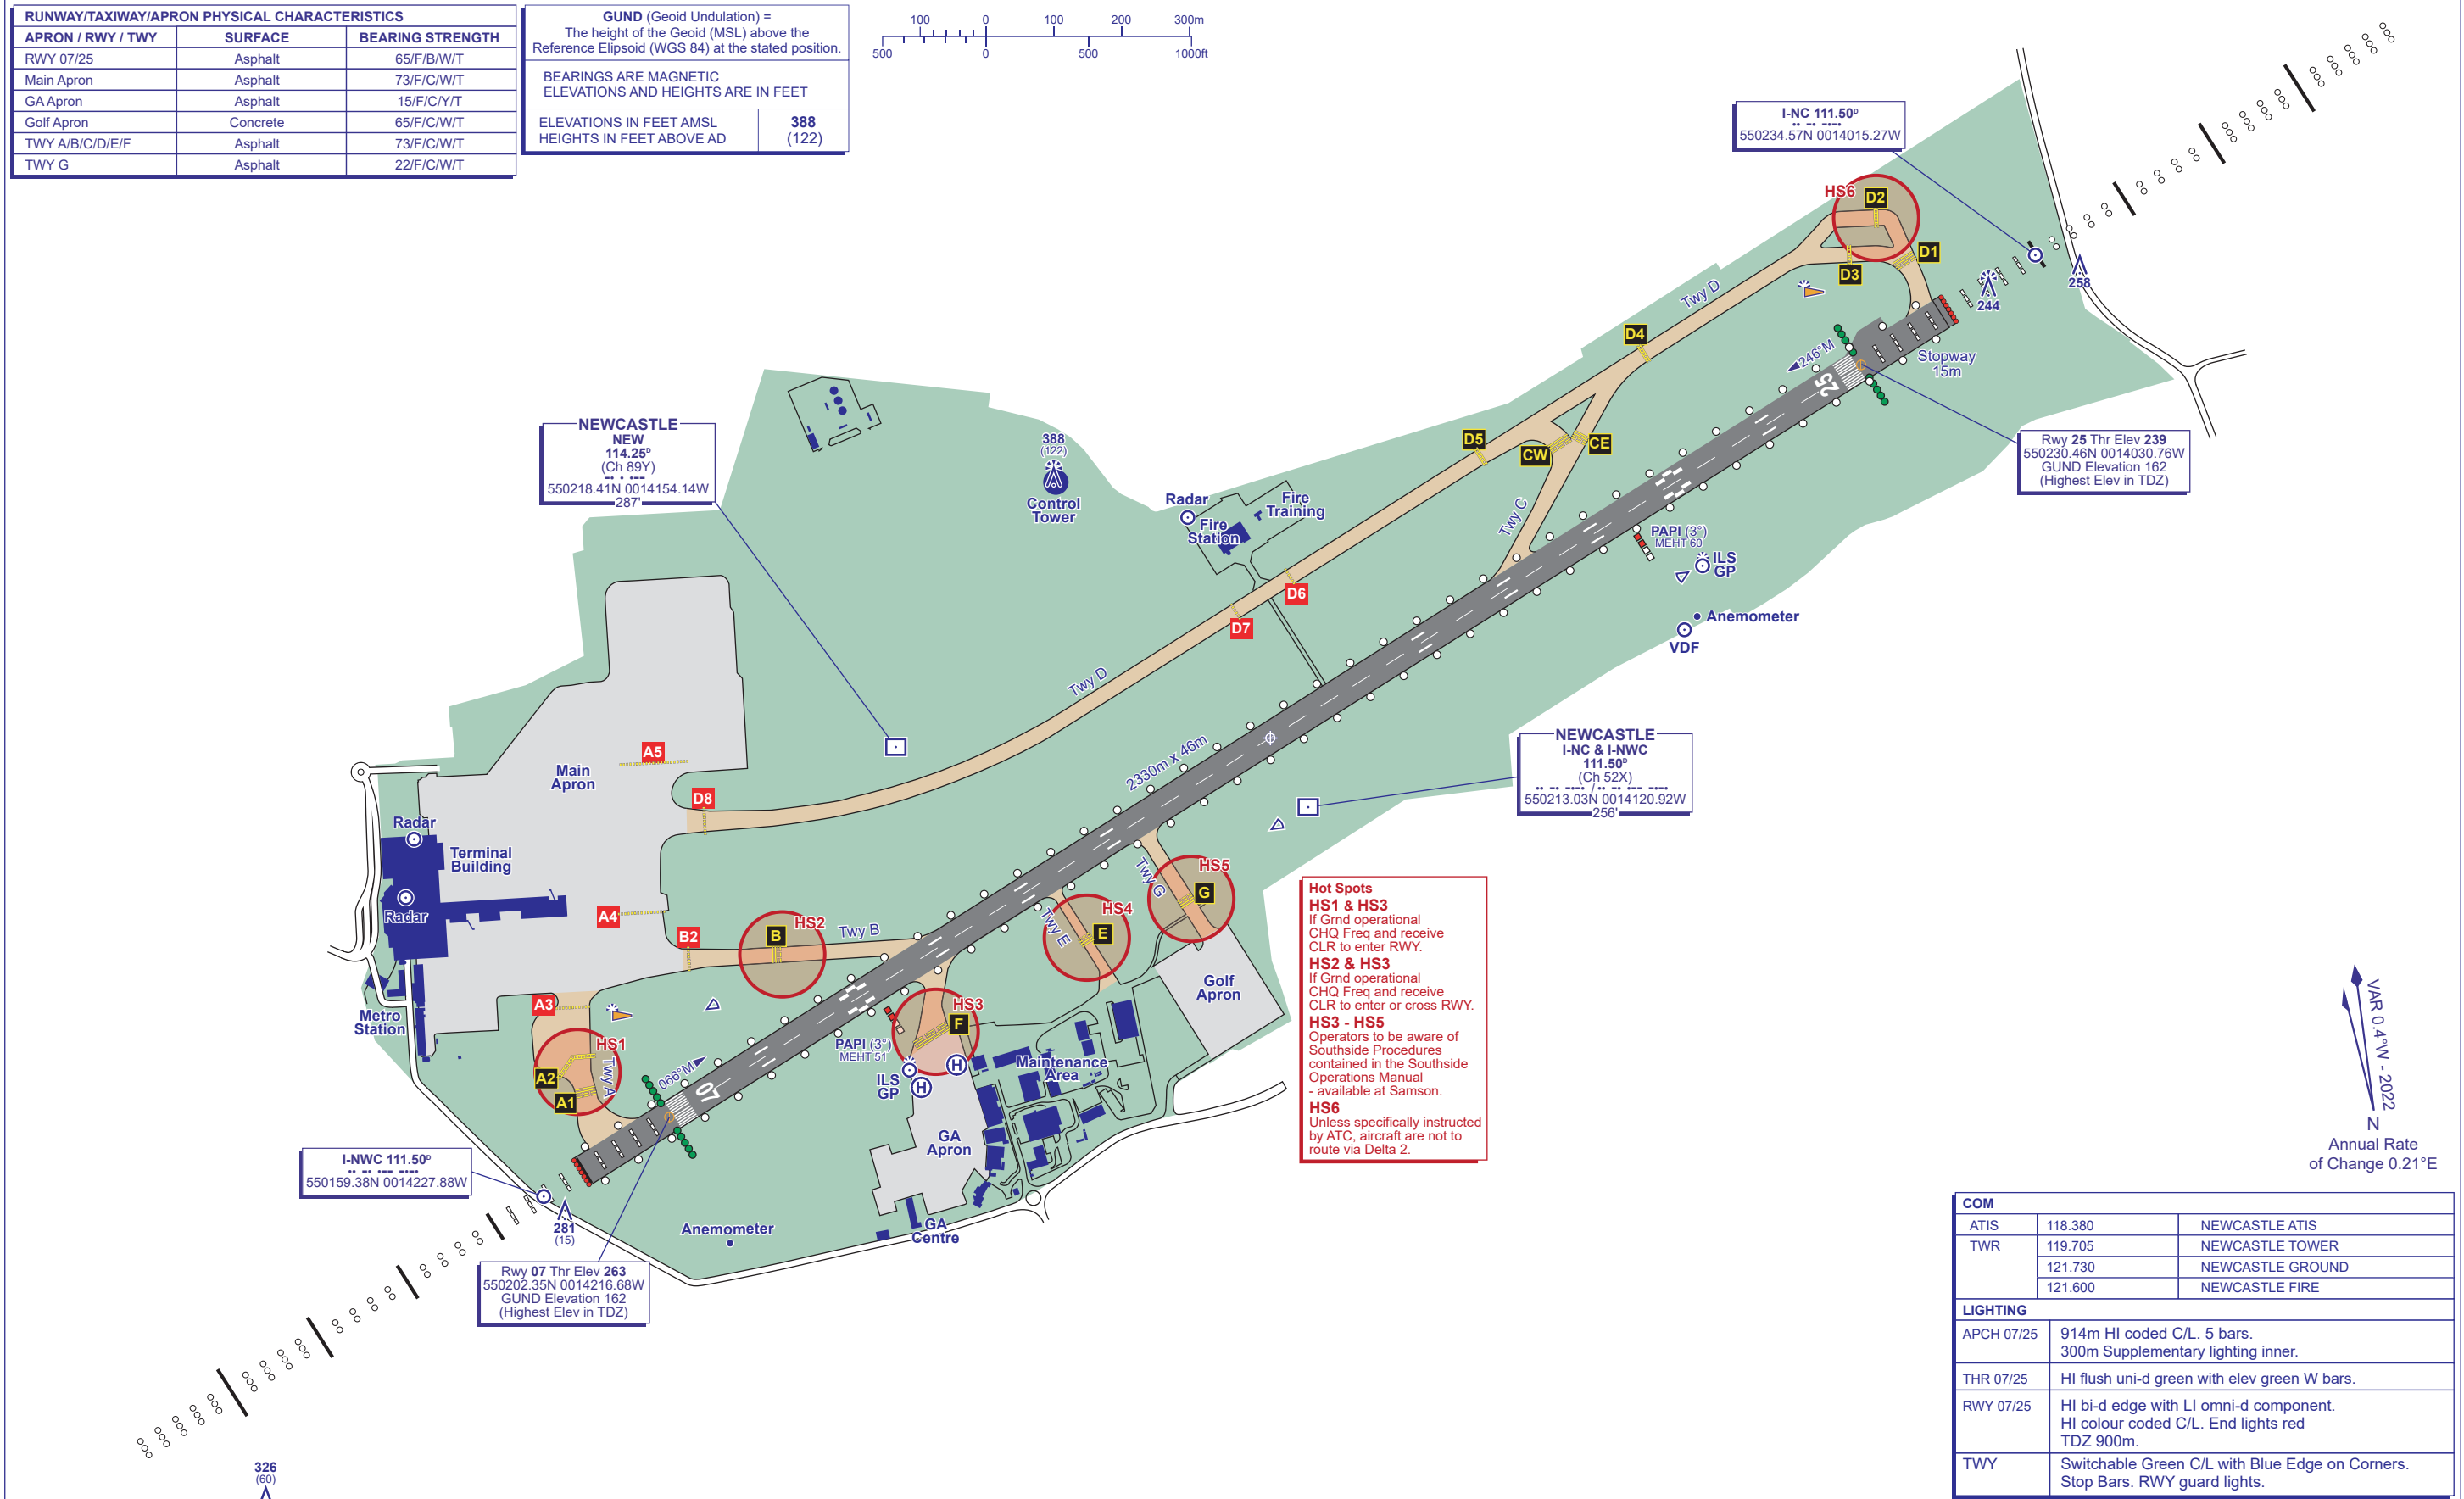 RUNWAY/TAXIWAY/APRON PHYSICAL CHARACTERISTICS
APRON / RWY / TWY SURFACE BEARING STRENGTH
RWY 07/25 Asphalt 65/F/B/W/T
Main Apron Asphalt 73/F/C/W/T
GA Apron Asphalt 15/F/C/Y/T
Golf Apron Concrete 65/F/C/W/T
TWY A/B/C/D/E/F Asphalt 73/F/C/W/T
TWY G Asphalt 22/F/C/W/T
GUND (Geoid Undulation) =
The height of the Geoid (MSL) above the
Reference Elipsoid (WGS 84) at the stated position.
BEARINGS ARE MAGNETIC
ELEVATIONS AND HEIGHTS ARE IN FEET
ELEVATIONS IN FEET AMSL 388
HEIGHTS IN FEET ABOVE AD (122)
100 0 100 200 300m
500 0 500 1000ft
I-NC 111.50ᴰ
550234.57N 0014015.27W
HS6
D2
D1
D3
258
244
Twy D
D4
246°M
Stopway
15m
25
NEWCASTLE
NEW
114.25ᴰ
(Ch 89Y)
550218.41N 0014154.14W
287'
388
(122)
Control
Tower
D5
CW
CE
Rwy 25 Thr Elev 239
550230.46N 0014030.76W
GUND Elevation 162
(Highest Elev in TDZ)
Radar
Fire
Station
Fire
Training
Twy C
PAPI (3°)
MEHT 60
ILS
GP
D6
D7
Anemometer
VDF
Twy D
2330m x 46m
NEWCASTLE
I-NC & I-NWC
111.50ᴰ
(Ch 52X)
550213.03N 0014120.92W
256'
A5
Main
Apron
D8
Radar
Terminal
Building
Radar
A4
B2
B
HS2
Twy B
Twy G
HS5
G
HS4
Twy E
E
Golf
Apron
Hot Spots
HS1 & HS3
If Grnd operational
CHQ Freq and receive
CLR to enter RWY.
HS2 & HS3
If Grnd operational
CHQ Freq and receive
CLR to enter or cross RWY.
HS3 - HS5
Operators to be aware of
Southside Procedures
contained in the Southside
Operations Manual
- available at Samson.
HS6
Unless specifically instructed
by ATC, aircraft are not to
route via Delta 2.
Metro
Station
A3
HS1
A2
A1
Twy A
066°M
07
HS3
F
PAPI (3°)
MEHT 51
ILS
GP
H
H
Maintenance
Area
GA
Apron
GA
Centre
Anemometer
I-NWC 111.50ᴰ
550159.38N 0014227.88W
281
(15)
Rwy 07 Thr Elev 263
550202.35N 0014216.68W
GUND Elevation 162
(Highest Elev in TDZ)
326
(60)
VAR 0.4°W - 2022
N
Annual Rate
of Change 0.21°E
COM
ATIS 118.380 NEWCASTLE ATIS
TWR 119.705 NEWCASTLE TOWER
121.730 NEWCASTLE GROUND
121.600 NEWCASTLE FIRE
LIGHTING
APCH 07/25 914m HI coded C/L. 5 bars.
300m Supplementary lighting inner.
THR 07/25 HI flush uni-d green with elev green W bars.
RWY 07/25 HI bi-d edge with LI omni-d component.
HI colour coded C/L. End lights red
TDZ 900m.
TWY Switchable Green C/L with Blue Edge on Corners.
Stop Bars. RWY guard lights.